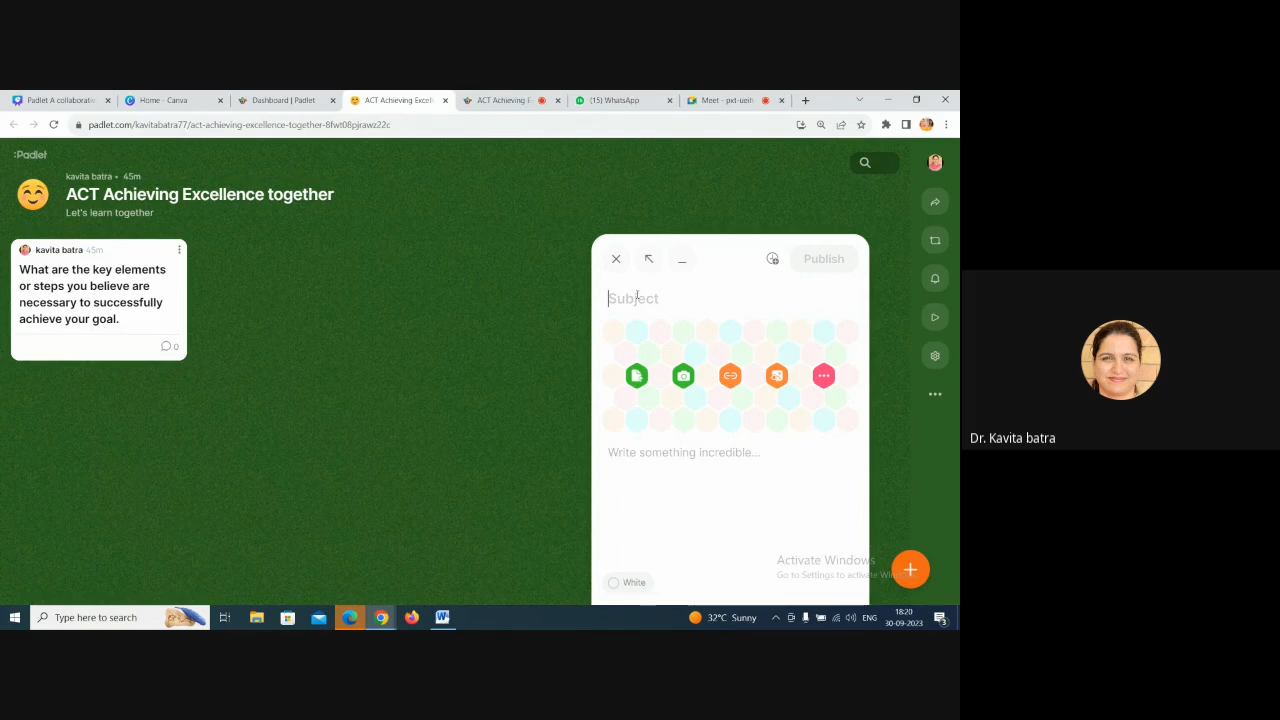 Padlet A collaborativ
Home - Canva
Dashboard | Padlet
ACT Achieving Excell
ACT Achieving E
(15) WhatsApp
Meet - pxt-ueih
padlet.com/kavitabatra77/act-achieving-excellence-together-8fwt08pjrawz22c
:Padlet
kavita batra • 45m
ACT Achieving Excellence together
Let's learn together
kavita batra 45m
What are the key elements
or steps you believe are
necessary to successfully
achieve your goal.
0
Publish
Subject
Write something incredible...
White
Activate Windows
Go to Settings to activate
Dr. Kavita batra
Type here to search
32°C Sunny
ENG
18:20
30-09-2023
3